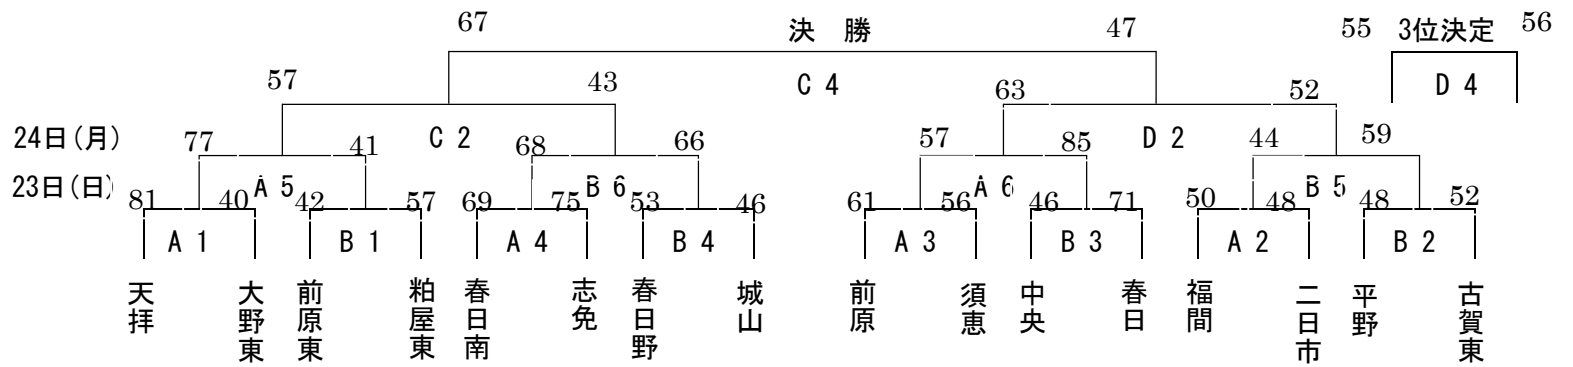 67 決　勝 47 55 3位決定 56
57 43 C 4 63 52 D 4
24日(月) 77 41 C 2 68 66 57 85 D 2 44 59
23日(日) A 5 B 6 A 6 B 5
81 40 42 57 69 75 53 46 61 56 46 71 50 48 48 52
A 1 B 1 A 4 B 4 A 3 B 3 A 2 B 2
天拝 大野東 前原東 粕屋東 春日南 志免 春日野 城山 前原 須恵 中央 春日 福間 二日市 平野 古賀東